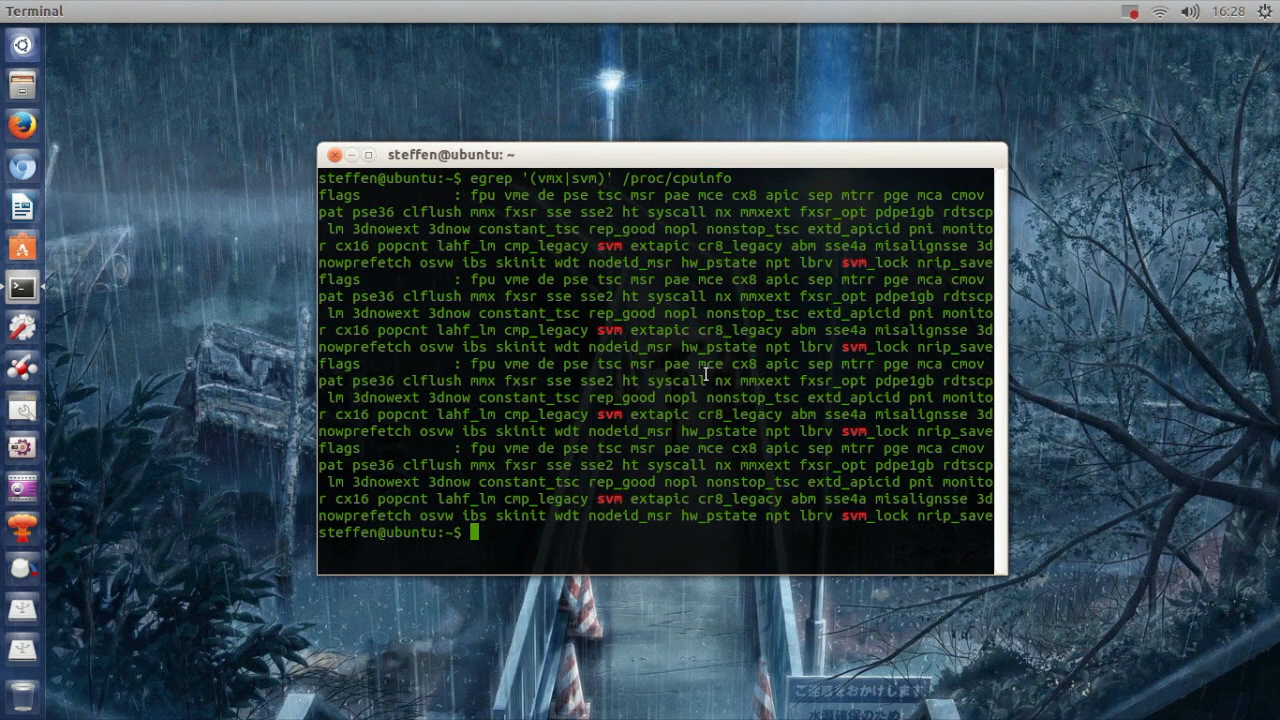 Terminal
16:28
steffen@ubuntu: ~
steffen@ubuntu:~$ egrep '(vmx|svm)' /proc/cpuinfo
flags : fpu vme de pse tsc msr pae mce cx8 apic sep mtrr pge mca cmov
pat pse36 clflush mmx fxsr sse sse2 ht syscall nx mmxext fxsr_opt pdpe1gb rdtscp
lm 3dnowext 3dnow constant_tsc rep_good nopl nonstop_tsc extd_apicid pni monito
r cx16 popcnt lahf_lm cmp_legacy svm extapic cr8_legacy abm sse4a misalignsse 3d
nowprefetch osvw ibs skinit wdt nodeid_msr hw_pstate npt lbrv svm_lock nrip_save
flags : fpu vme de pse tsc msr pae mce cx8 apic sep mtrr pge mca cmov
pat pse36 clflush mmx fxsr sse sse2 ht syscall nx mmxext fxsr_opt pdpe1gb rdtscp
lm 3dnowext 3dnow constant_tsc rep_good nopl nonstop_tsc extd_apicid pni monito
r cx16 popcnt lahf_lm cmp_legacy svm extapic cr8_legacy abm sse4a misalignsse 3d
nowprefetch osvw ibs skinit wdt nodeid_msr hw_pstate npt lbrv svm_lock nrip_save
flags : fpu vme de pse tsc msr pae mce cx8 apic sep mtrr pge mca cmov
pat pse36 clflush mmx fxsr sse sse2 ht syscall nx mmxext fxsr_opt pdpe1gb rdtscp
lm 3dnowext 3dnow constant_tsc rep_good nopl nonstop_tsc extd_apicid pni monito
r cx16 popcnt lahf_lm cmp_legacy svm extapic cr8_legacy abm sse4a misalignsse 3d
nowprefetch osvw ibs skinit wdt nodeid_msr hw_pstate npt lbrv svm_lock nrip_save
flags : fpu vme de pse tsc msr pae mce cx8 apic sep mtrr pge mca cmov
pat pse36 clflush mmx fxsr sse sse2 ht syscall nx mmxext fxsr_opt pdpe1gb rdtscp
lm 3dnowext 3dnow constant_tsc rep_good nopl nonstop_tsc extd_apicid pni monito
r cx16 popcnt lahf_lm cmp_legacy svm extapic cr8_legacy abm sse4a misalignsse 3d
nowprefetch osvw ibs skinit wdt nodeid_msr hw_pstate npt lbrv svm_lock nrip_save
steffen@ubuntu:~$
ご迷惑をおかけします